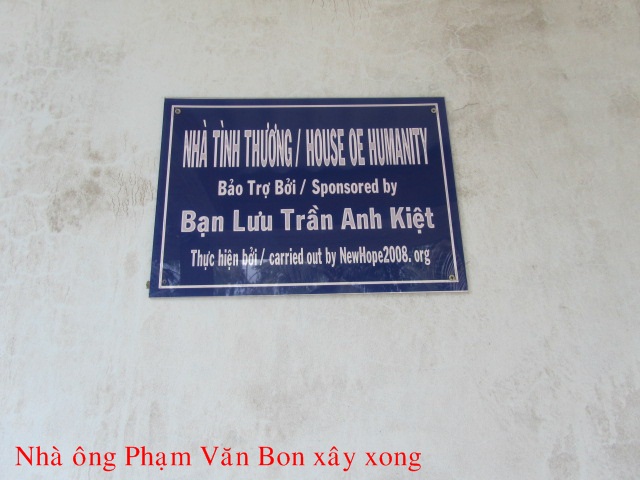 NHÀ TÌNH THƯƠNG / HOUSE OE HUMANITY
Bảo Trợ Bởi / Sponsored by
Bạn Lưu Trần Anh Kiệt
Thực hiện bởi / carried out by NewHope2008. org
Nhà ông Phạm Văn Bon xây xong